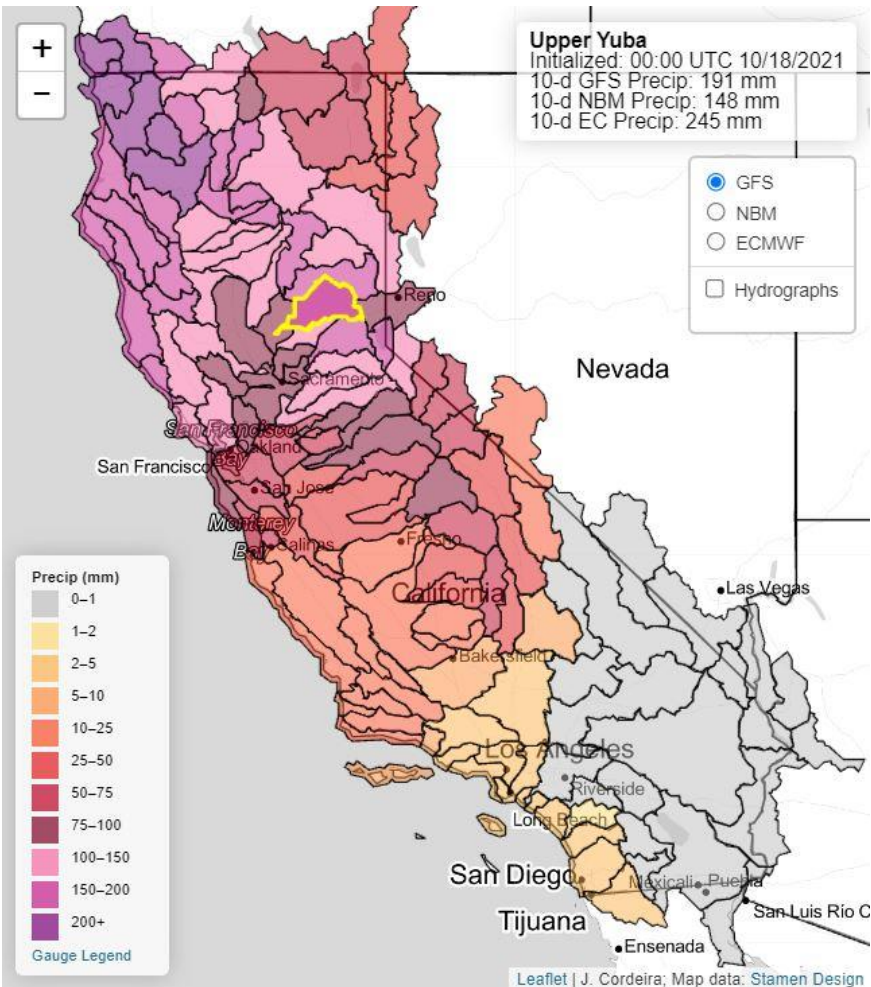 +
−
Upper Yuba
Initialized: 00:00 UTC 10/18/2021
10-d GFS Precip: 191 mm
10-d NBM Precip: 148 mm
10-d EC Precip: 245 mm
GFS
NBM
ECMWF
Hydrographs
Reno
Nevada
Sacramento
San Francisco
Bay
Oakland
San Francisco
San Jose
Monterey
Bay
Salinas
Fresno
California
Las Vegas
Bakersfield
Los Angeles
Riverside
Long Beach
San Diego
Mexicali
Puebla
San Luis Río C
Tijuana
Ensenada
Precip (mm)
0–1
1–2
2–5
5–10
10–25
25–50
50–75
75–100
100–150
150–200
200+
Gauge Legend
Leaflet | J. Cordeira; Map data: Stamen Design